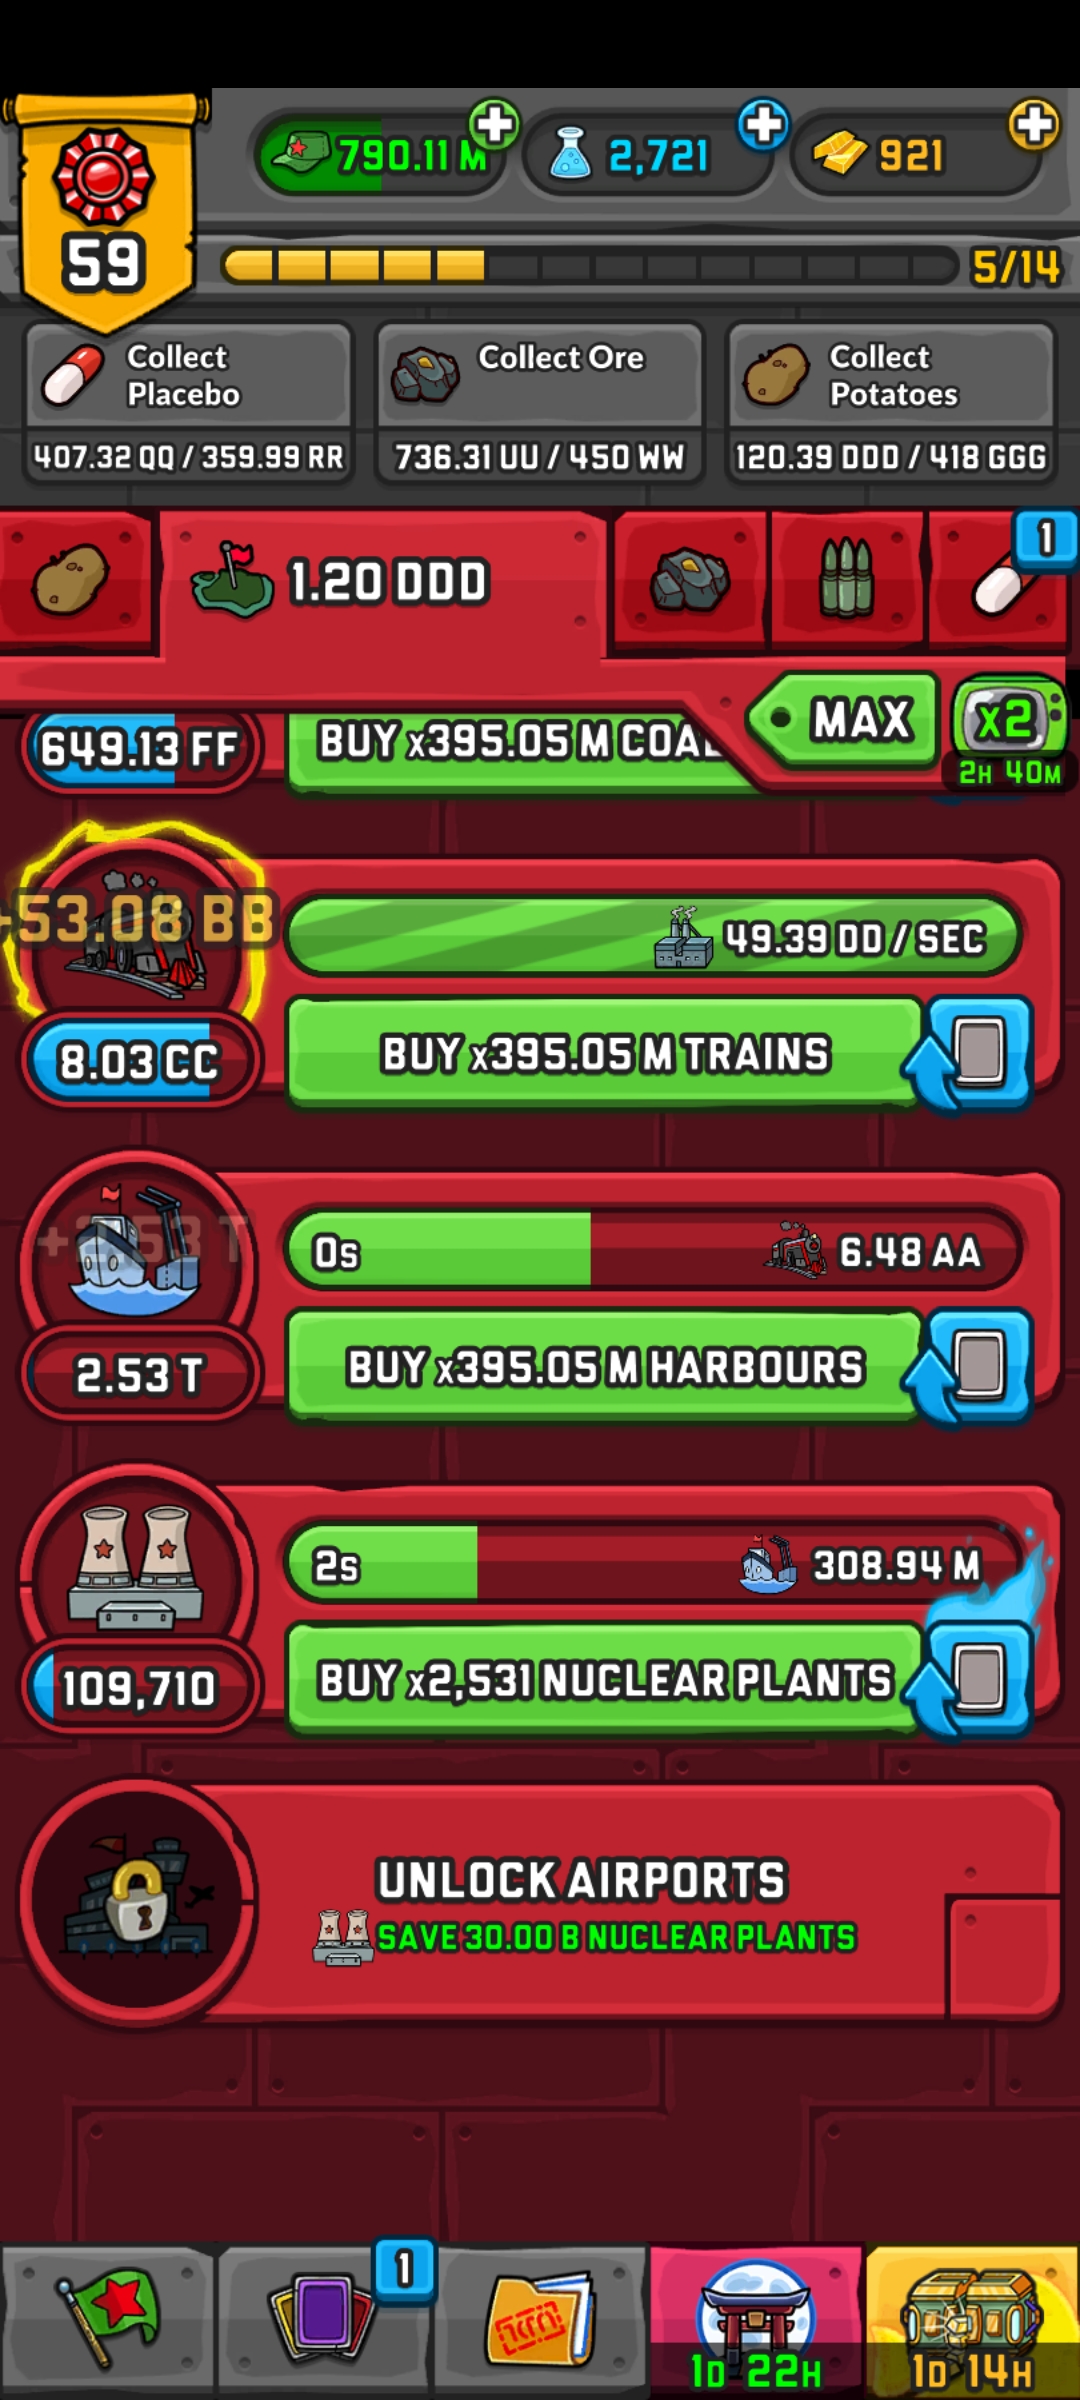 59
790.11 M
2,721
921
5/14
Collect
Placebo
407.32 QQ / 359.99 RR
Collect Ore
736.31 UU / 450 WW
Collect
Potatoes
120.39 DDD / 418 GGG
1.20 DDD
1
MAX
x2
2H 40M
649.13 FF
BUY x395.05 M COAL
+53.08 BB
49.39 DD / SEC
8.03 CC
BUY x395.05 M TRAINS
0s
6.48 AA
2.53 T
BUY x395.05 M HARBOURS
2s
308.94 M
109,710
BUY x2,531 NUCLEAR PLANTS
UNLOCK AIRPORTS
SAVE 30.00 B NUCLEAR PLANTS
1
1D 22H
1D 14H